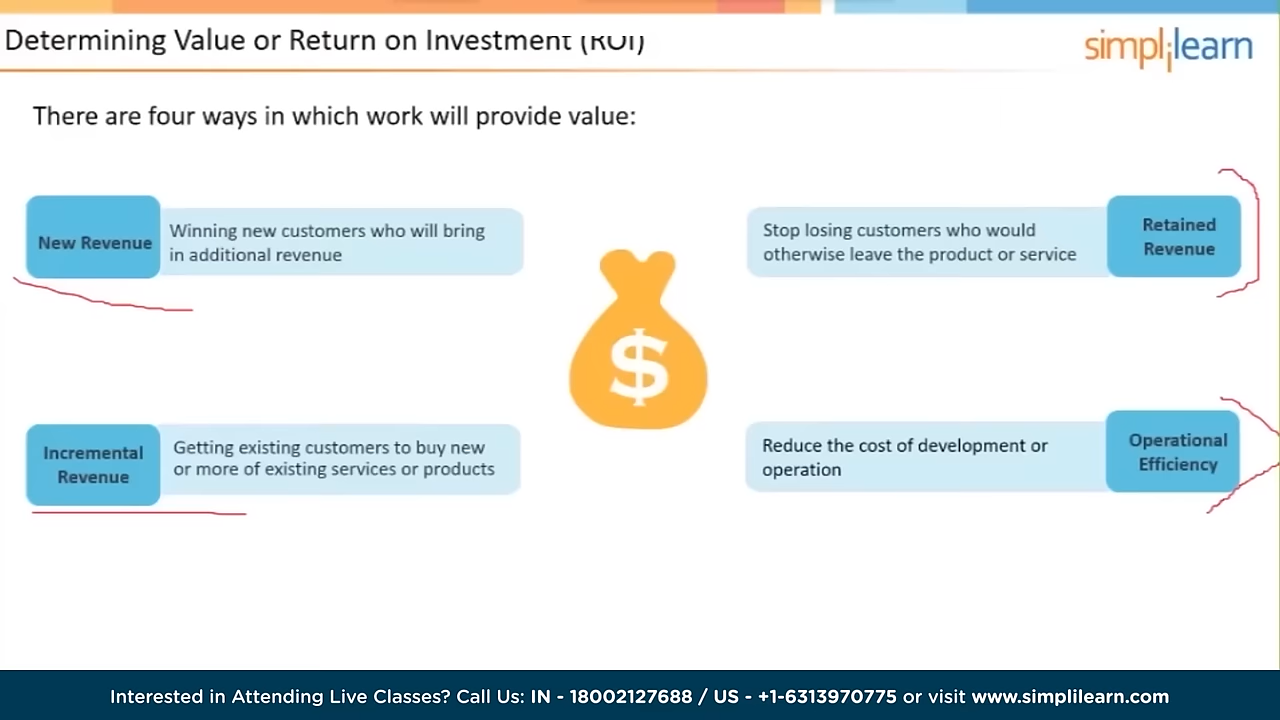 Determining Value or Return on Investment (ROI)
simplilearn
There are four ways in which work will provide value:
New Revenue
Winning new customers who will bring
in additional revenue
Stop losing customers who would
otherwise leave the product or service
Retained
Revenue
$
Incremental
Revenue
Getting existing customers to buy new
or more of existing services or products
Reduce the cost of development or
operation
Operational
Efficiency
Interested in Attending Live Classes? Call Us: IN - 18002127688 / US - +1-6313970775 or visit www.simplilearn.com